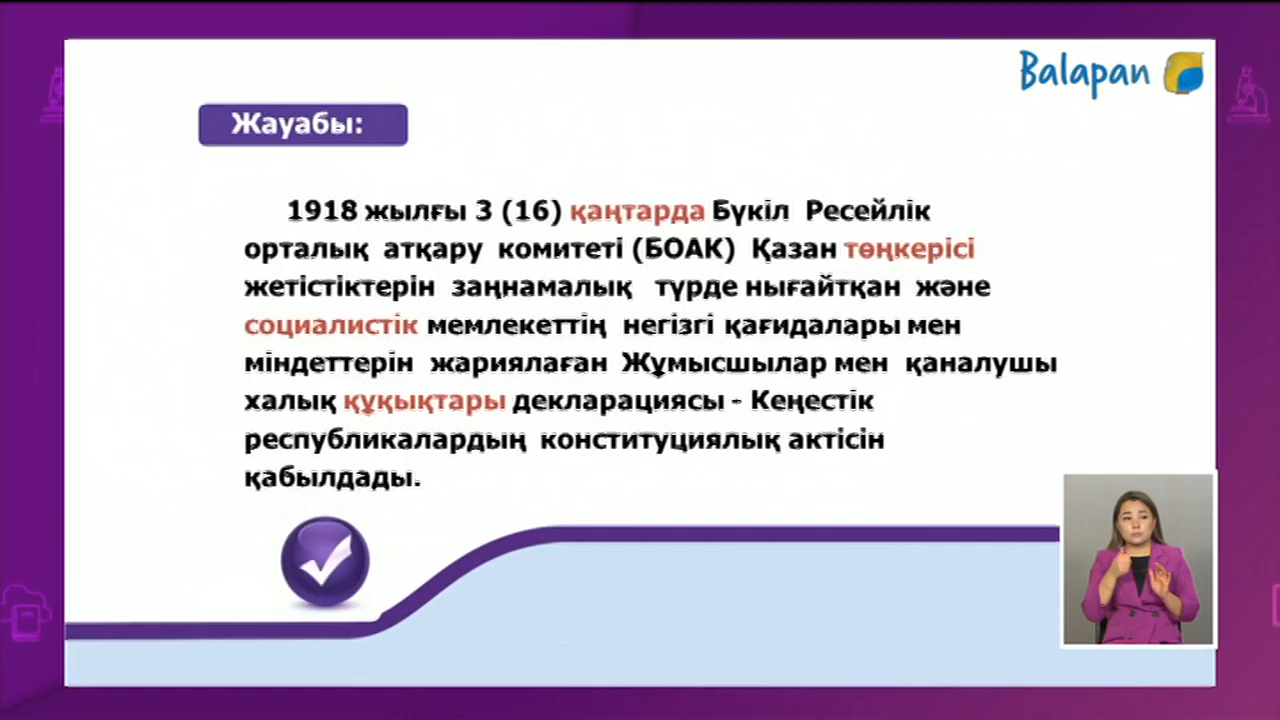 Balapan
Жауабы:
1918 жылғы 3 (16) қаңтарда Бүкіл Ресейлік
орталық атқару комитеті (БОАК) Қазан төңкерісі
жетістіктерін заңнамалық түрде нығайтқан және
социалистік мемлекеттің негізгі қағидалары мен
міндеттерін жариялаған Жұмысшылар мен қаналушы
халық құқықтары декларациясы - Кеңестік
республикалардың конституциялық актісін
қабылдады.